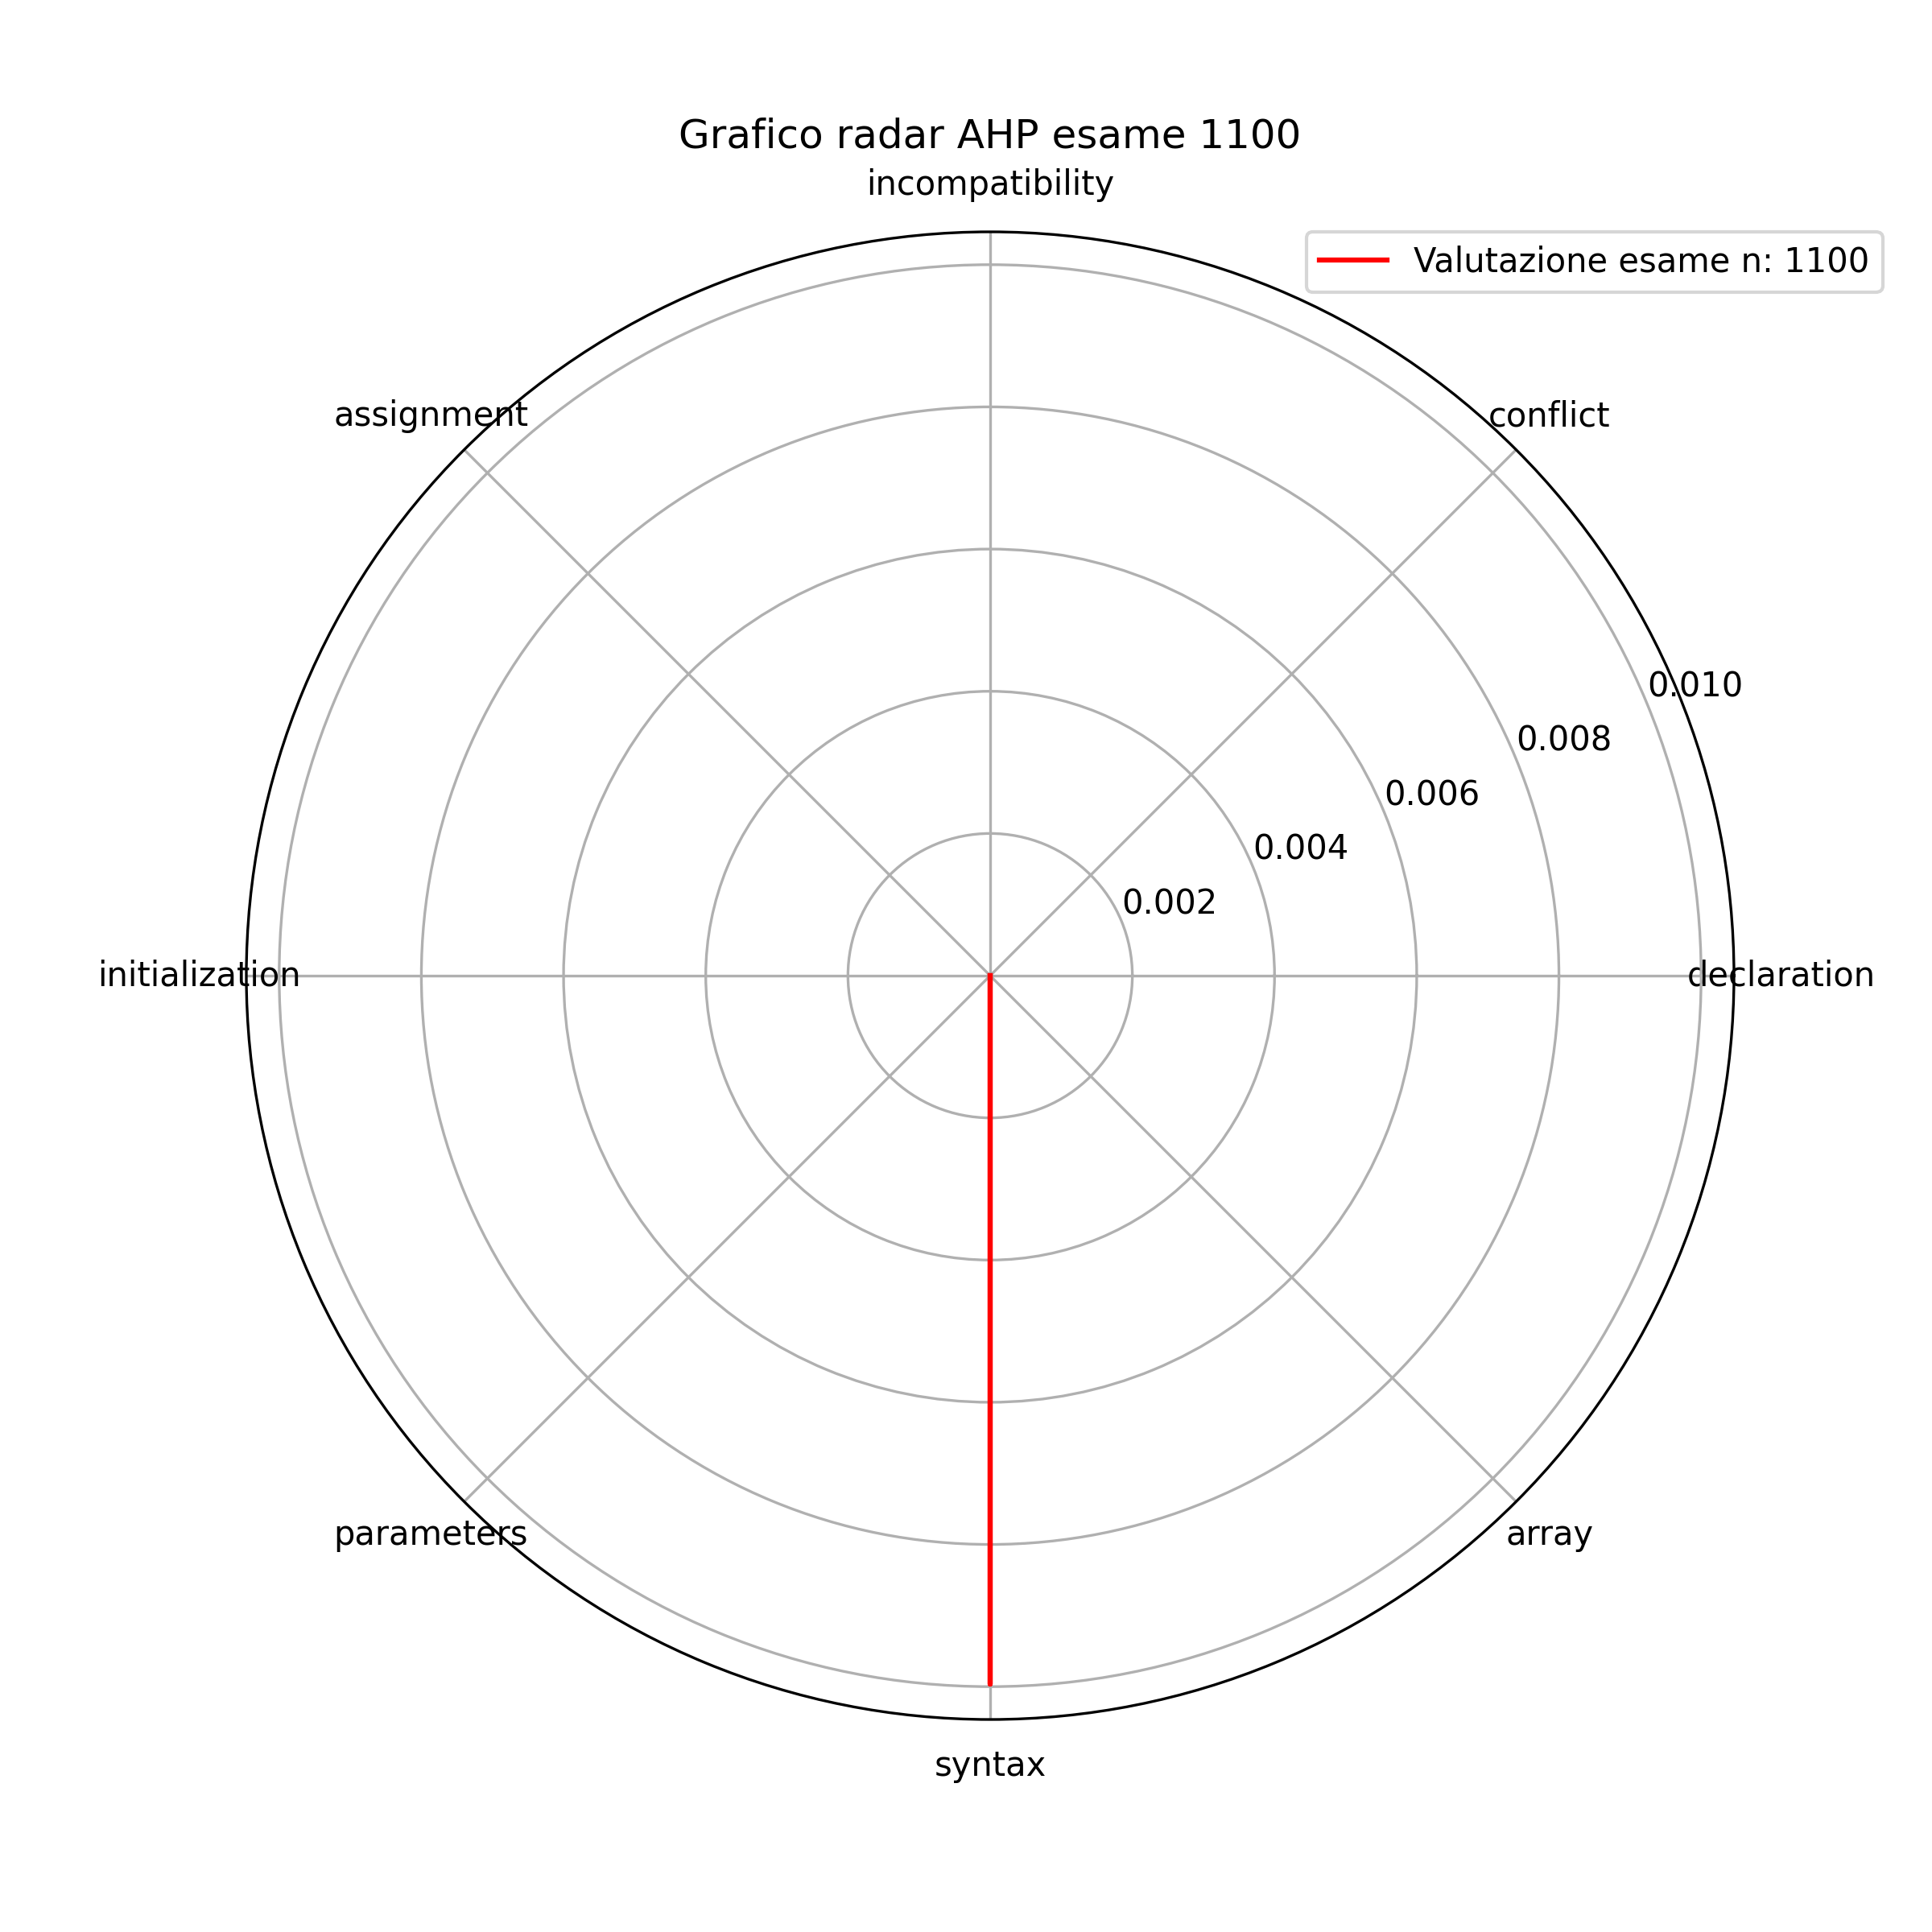 Grafico radar AHP esame 1100
incompatibility
Valutazione esame n: 1100
assignment
conflict
0.010
0.008
0.006
0.004
0.002
initialization
declaration
parameters
array
syntax